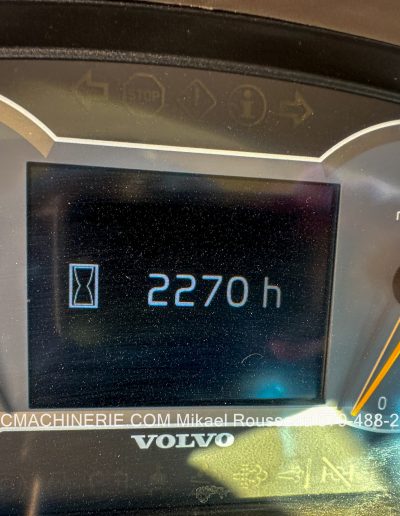 STOP
2270 h
CMACHINERIE.COM Mikael
VOLVO
0